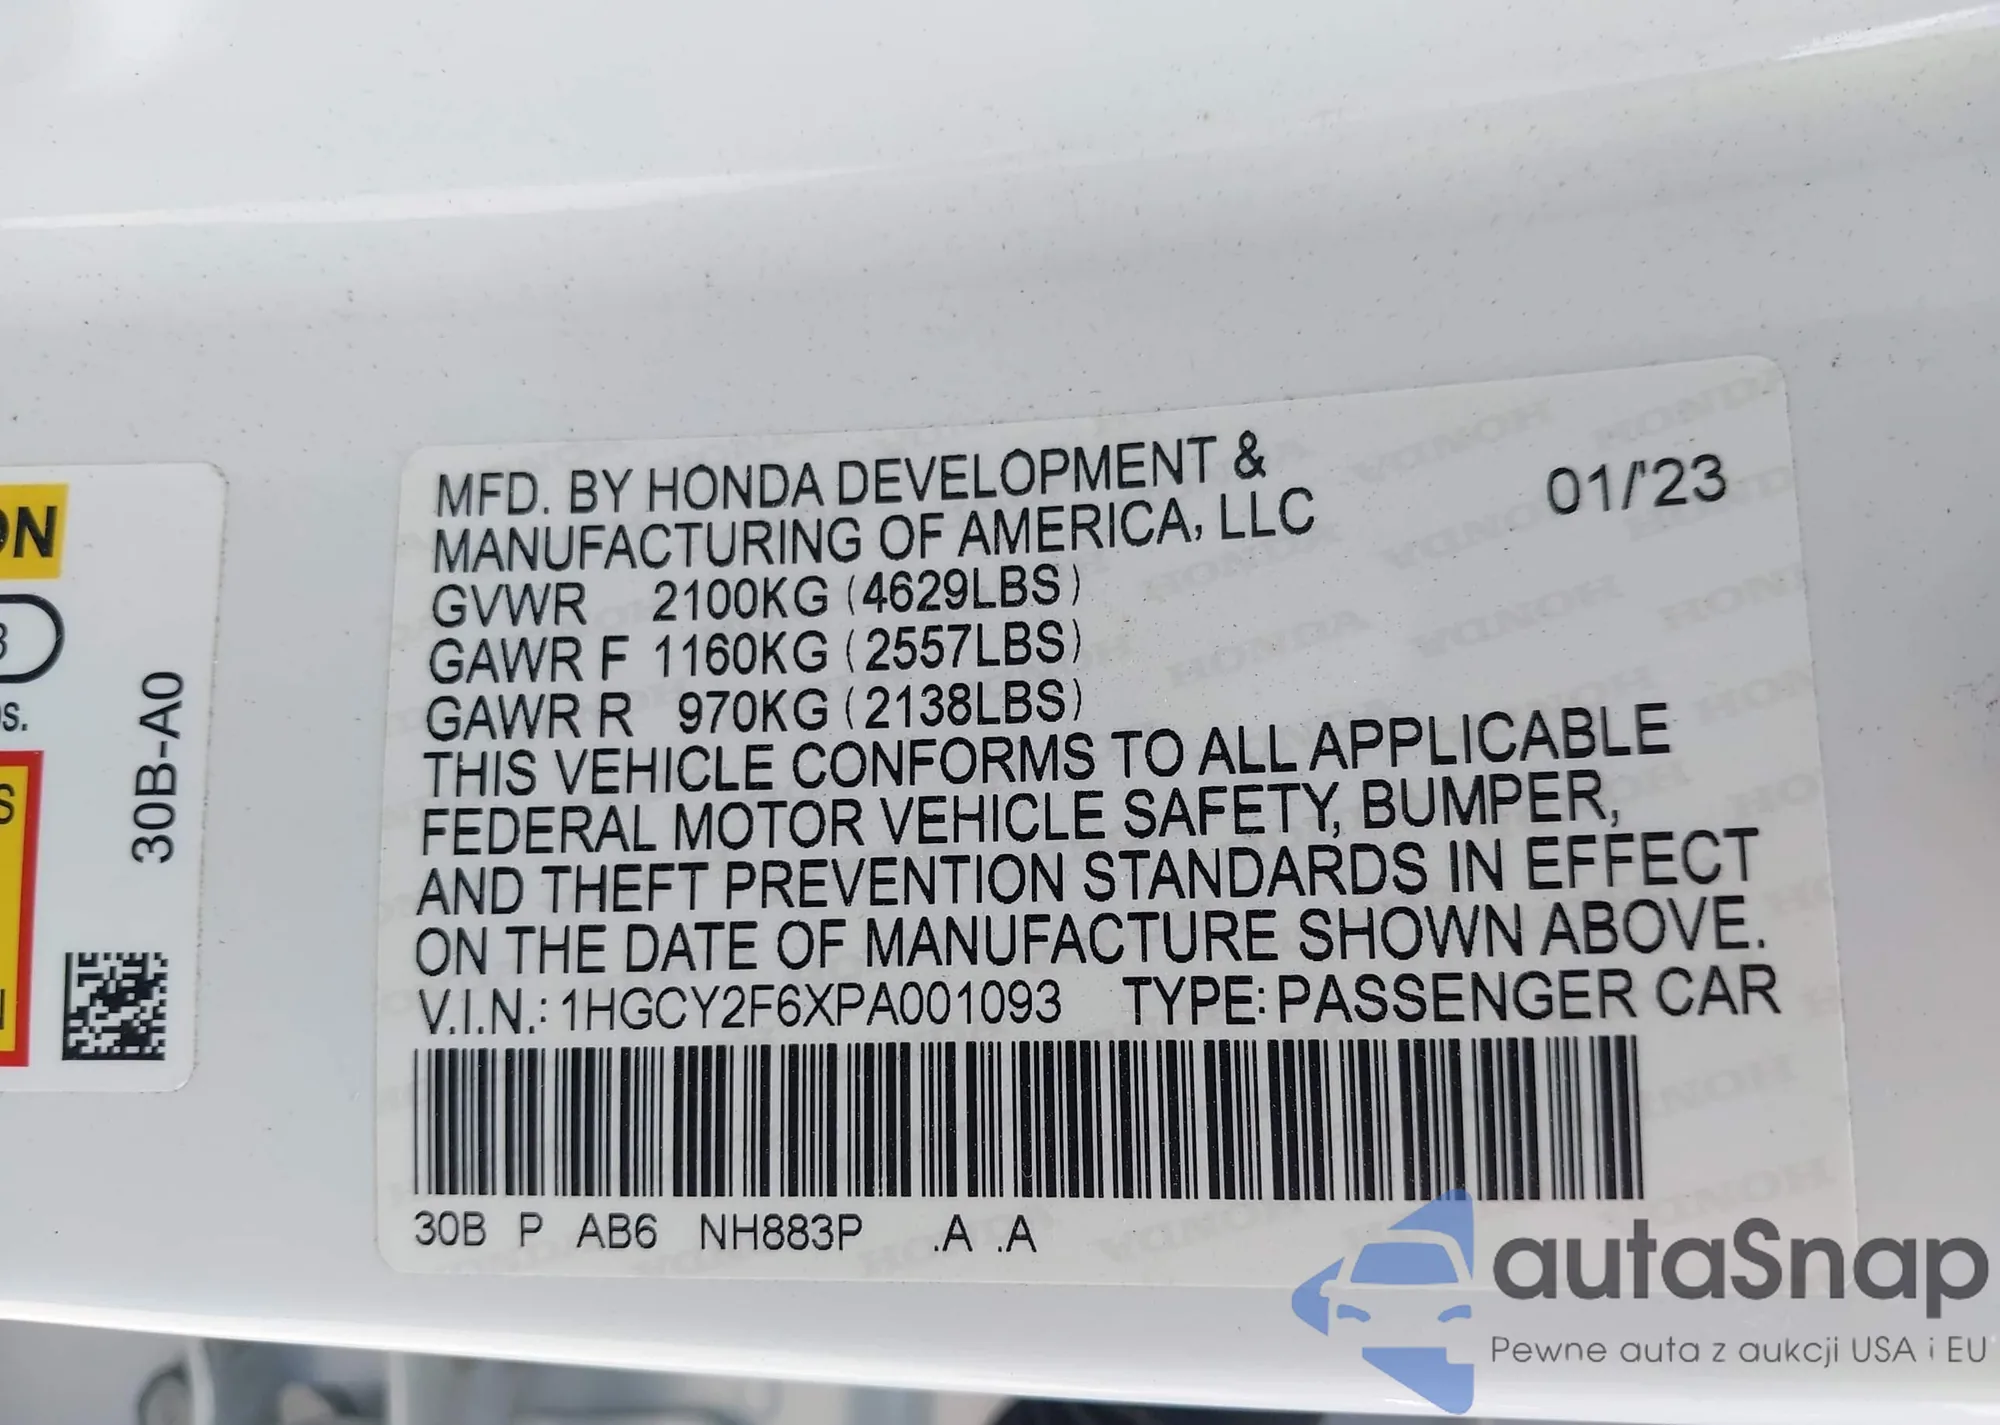 ON
3
os.
S
N
30B-A0
MFD. BY HONDA DEVELOPMENT & 01/'23
MANUFACTURING OF AMERICA, LLC
GVWR 2100KG (4629LBS)
GAWR F 1160KG (2557LBS)
GAWR R 970KG (2138LBS)
THIS VEHICLE CONFORMS TO ALL APPLICABLE
FEDERAL MOTOR VEHICLE SAFETY, BUMPER,
AND THEFT PREVENTION STANDARDS IN EFFECT
ON THE DATE OF MANUFACTURE SHOWN ABOVE.
V.I.N.: 1HGCY2F6XPA001093 TYPE: PASSENGER CAR
30B P AB6 NH883P .A .A
autaSnap
Pewne auta z aukcji USA i EU